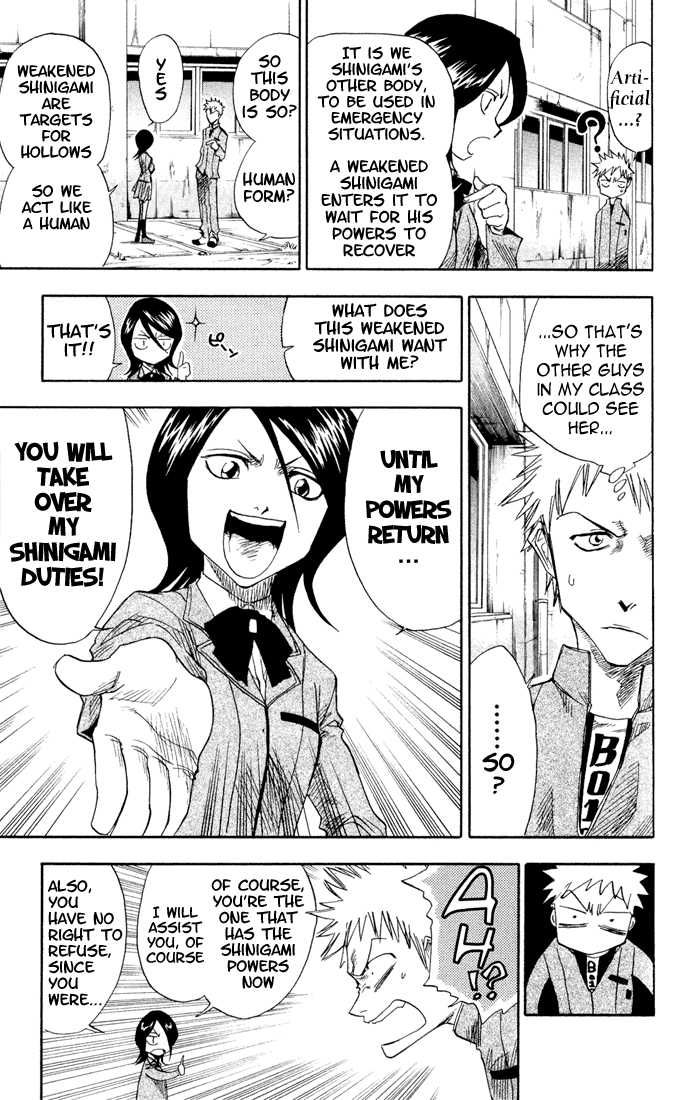 Arti-
ficial
...?
?
IT IS WE
SHINIGAMI'S
OTHER BODY,
TO BE USED IN
EMERGENCY
SITUATIONS.
A WEAKENED
SHINIGAMI
ENTERS IT TO
WAIT FOR HIS
POWERS TO
RECOVER
SO
THIS
BODY
IS SO?
HUMAN
FORM?
YES
WEAKENED
SHINIGAMI
ARE
TARGETS
FOR
HOLLOWS
SO WE
ACT LIKE
A HUMAN
...SO THAT'S
WHY THE
OTHER GUYS
IN MY CLASS
COULD SEE
HER...
.......
SO
?
BO1
WHAT DOES
THIS WEAKENED
SHINIGAMI WANT
WITH ME?
ピーッ
THAT'S
IT!!
UNTIL
MY
POWERS
RETURN
...
YOU WILL
TAKE
OVER
MY
SHINIGAMI
DUTIES!
BO1
AH!?!!
OF COURSE,
YOU'RE THE
ONE THAT
HAS THE
SHINIGAMI
POWERS
NOW
I WILL
ASSIST
YOU, OF
COURSE
ALSO,
YOU
HAVE NO
RIGHT TO
REFUSE,
SINCE
YOU
WERE...